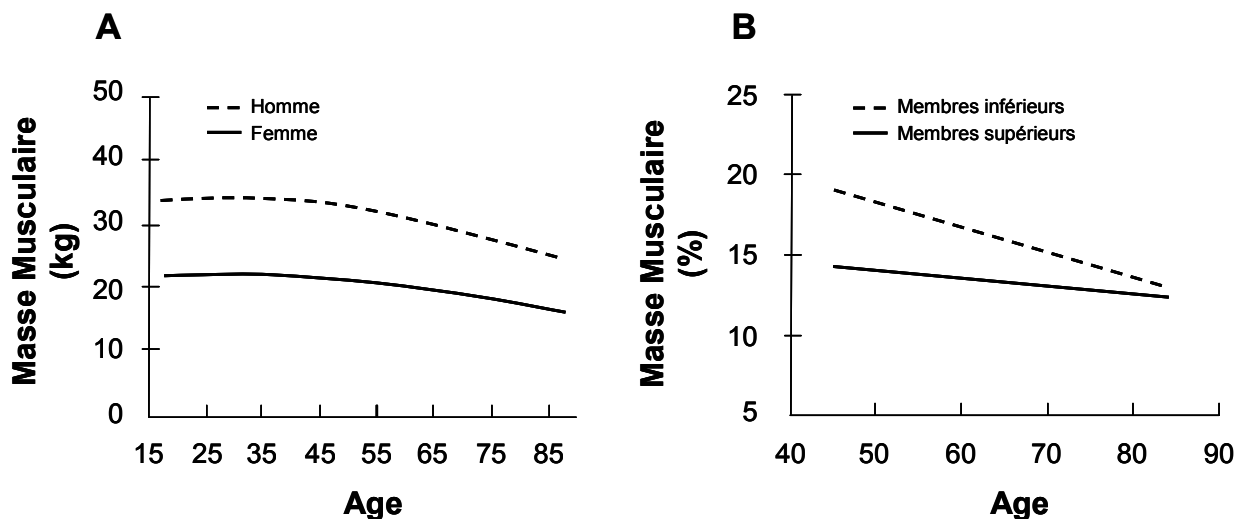 A
50
40
30
20
10
0
Homme
Femme
Masse Musculaire
(kg)
15 25 35 45 55 65 75 85
Age
B
25
20
15
10
5
Membres inférieurs
Membres supérieurs
Masse Musculaire
(%)
40 50 60 70 80 90
Age